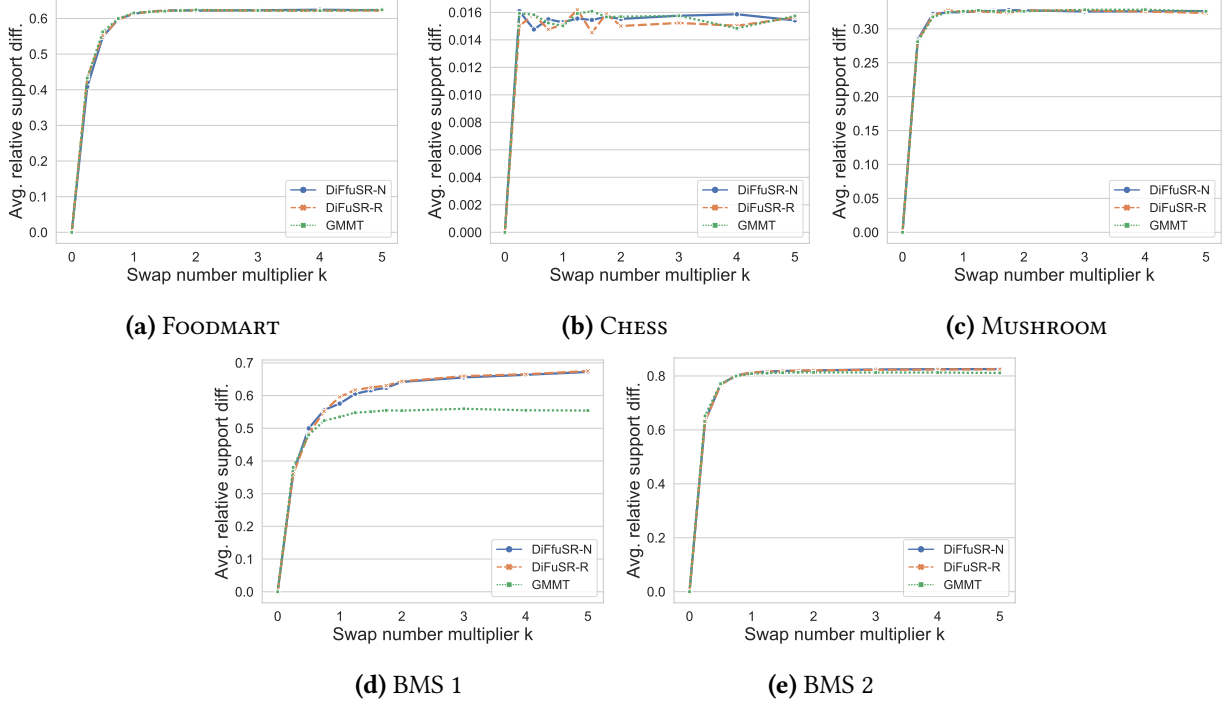 Avg. relative support diff.
0.6
0.5
0.4
0.3
0.2
0.1
0.0
DiFfuSR-N
DiFuSR-R
GMMT
0 1 2 3 4 5
Swap number multiplier k
(a) Foodmart
Avg. relative support diff.
0.016
0.014
0.012
0.010
0.008
0.006
0.004
0.002
0.000
DiFfuSR-N
DiFuSR-R
GMMT
0 1 2 3 4 5
Swap number multiplier k
(b) Chess
Avg. relative support diff.
0.30
0.25
0.20
0.15
0.10
0.05
0.00
DiFfuSR-N
DiFuSR-R
GMMT
0 1 2 3 4 5
Swap number multiplier k
(c) Mushroom
Avg. relative support diff.
0.7
0.6
0.5
0.4
0.3
0.2
0.1
0.0
DiFfuSR-N
DiFuSR-R
GMMT
0 1 2 3 4 5
Swap number multiplier k
(d) BMS 1
Avg. relative support diff.
0.8
0.6
0.4
0.2
0.0
DiFfuSR-N
DiFuSR-R
GMMT
0 1 2 3 4 5
Swap number multiplier k
(e) BMS 2